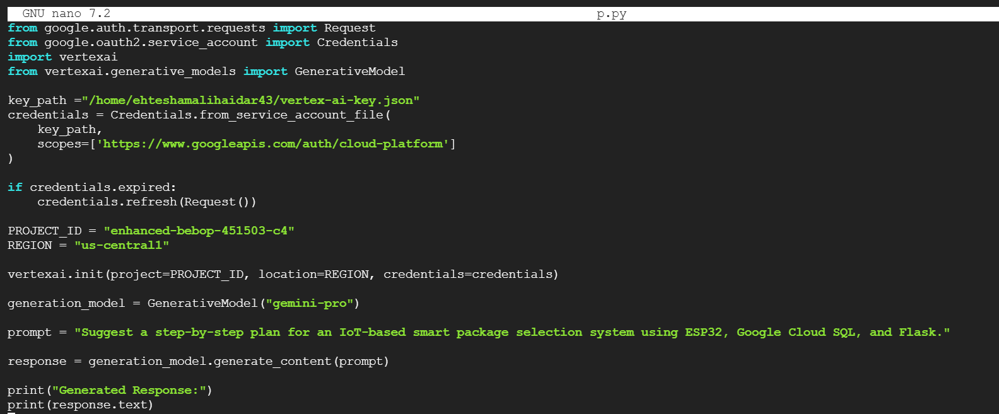 GNU nano 7.2 p.py
from google.auth.transport.requests import Request
from google.oauth2.service_account import Credentials
import vertexai
from vertexai.generative_models import GenerativeModel

key_path ="/home/ehteshamalihaidar43/vertex-ai-key.json"
credentials = Credentials.from_service_account_file(
    key_path,
    scopes=['https://www.googleapis.com/auth/cloud-platform']
)

if credentials.expired:
    credentials.refresh(Request())

PROJECT_ID = "enhanced-bebop-451503-c4"
REGION = "us-central1"

vertexai.init(project=PROJECT_ID, location=REGION, credentials=credentials)

generation_model = GenerativeModel("gemini-pro")

prompt = "Suggest a step-by-step plan for an IoT-based smart package selection system using ESP32, Google Cloud SQL, and Flask."

response = generation_model.generate_content(prompt)

print("Generated Response:")
print(response.text)